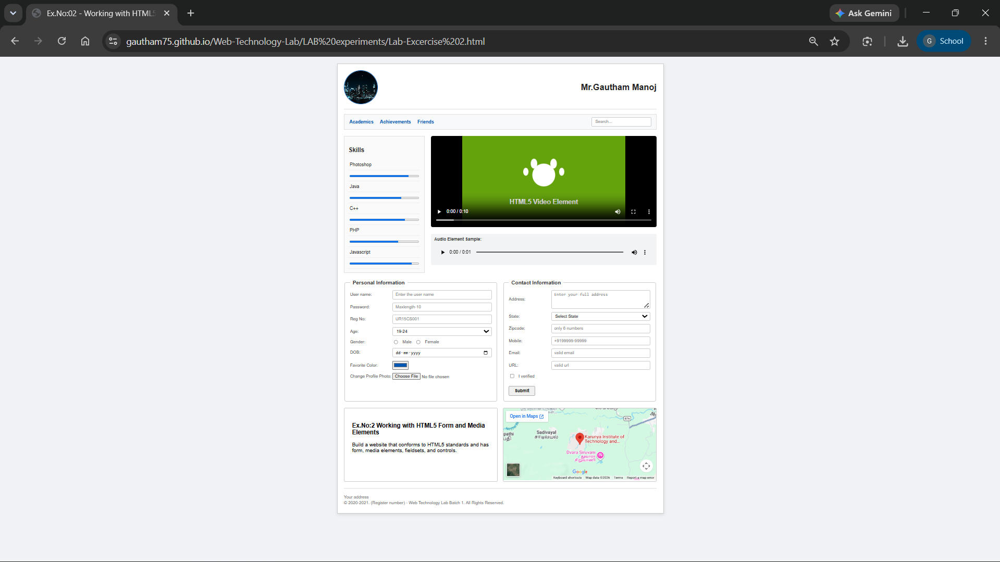 Ex.No:02 - Working with HTML5
Ask Gemini
gautham75.github.io/Web-Technology-Lab/LAB%20experiments/Lab-Excercise%202.html
G School
Mr.Gautham Manoj
Academics Achievements Friends Search...
Skills
Photoshop
Java
C++
PHP
Javascript
HTML5 Video Element
0:00 / 0:10
Audio Element Sample:
0:00 / 0:01
Personal Information
User name: Enter the user name
Password: Maxlength-10
Reg No: UR15CS001
Age: 19-24
Gender: Male Female
DOB: dd-mm-yyyy
Favorite Color:
Change Profile Photo: Choose File No file chosen
Contact Information
Address: Enter your full address
State: Select State
Zipcode: only 6 numbers
Mobile: +9199999-99999
Email: valid email
URL: valid url
I verified
Submit
Ex.No:2 Working with HTML5 Form and Media
Elements
Build a website that conforms to HTML5 standards and has
form, media elements, fieldsets, and controls.
Open in Maps
876
Sadivayal
சாடிவயல்
Karunya Institute of
Technology and...
Dvara Siruvani
துவாரா
சிறுவாணி
Google
Keyboard shortcuts Map data ©2026 Terms Report a map error
Your address
© 2020-2021. (Register number) - Web Technology Lab Batch 1. All Rights Reserved.